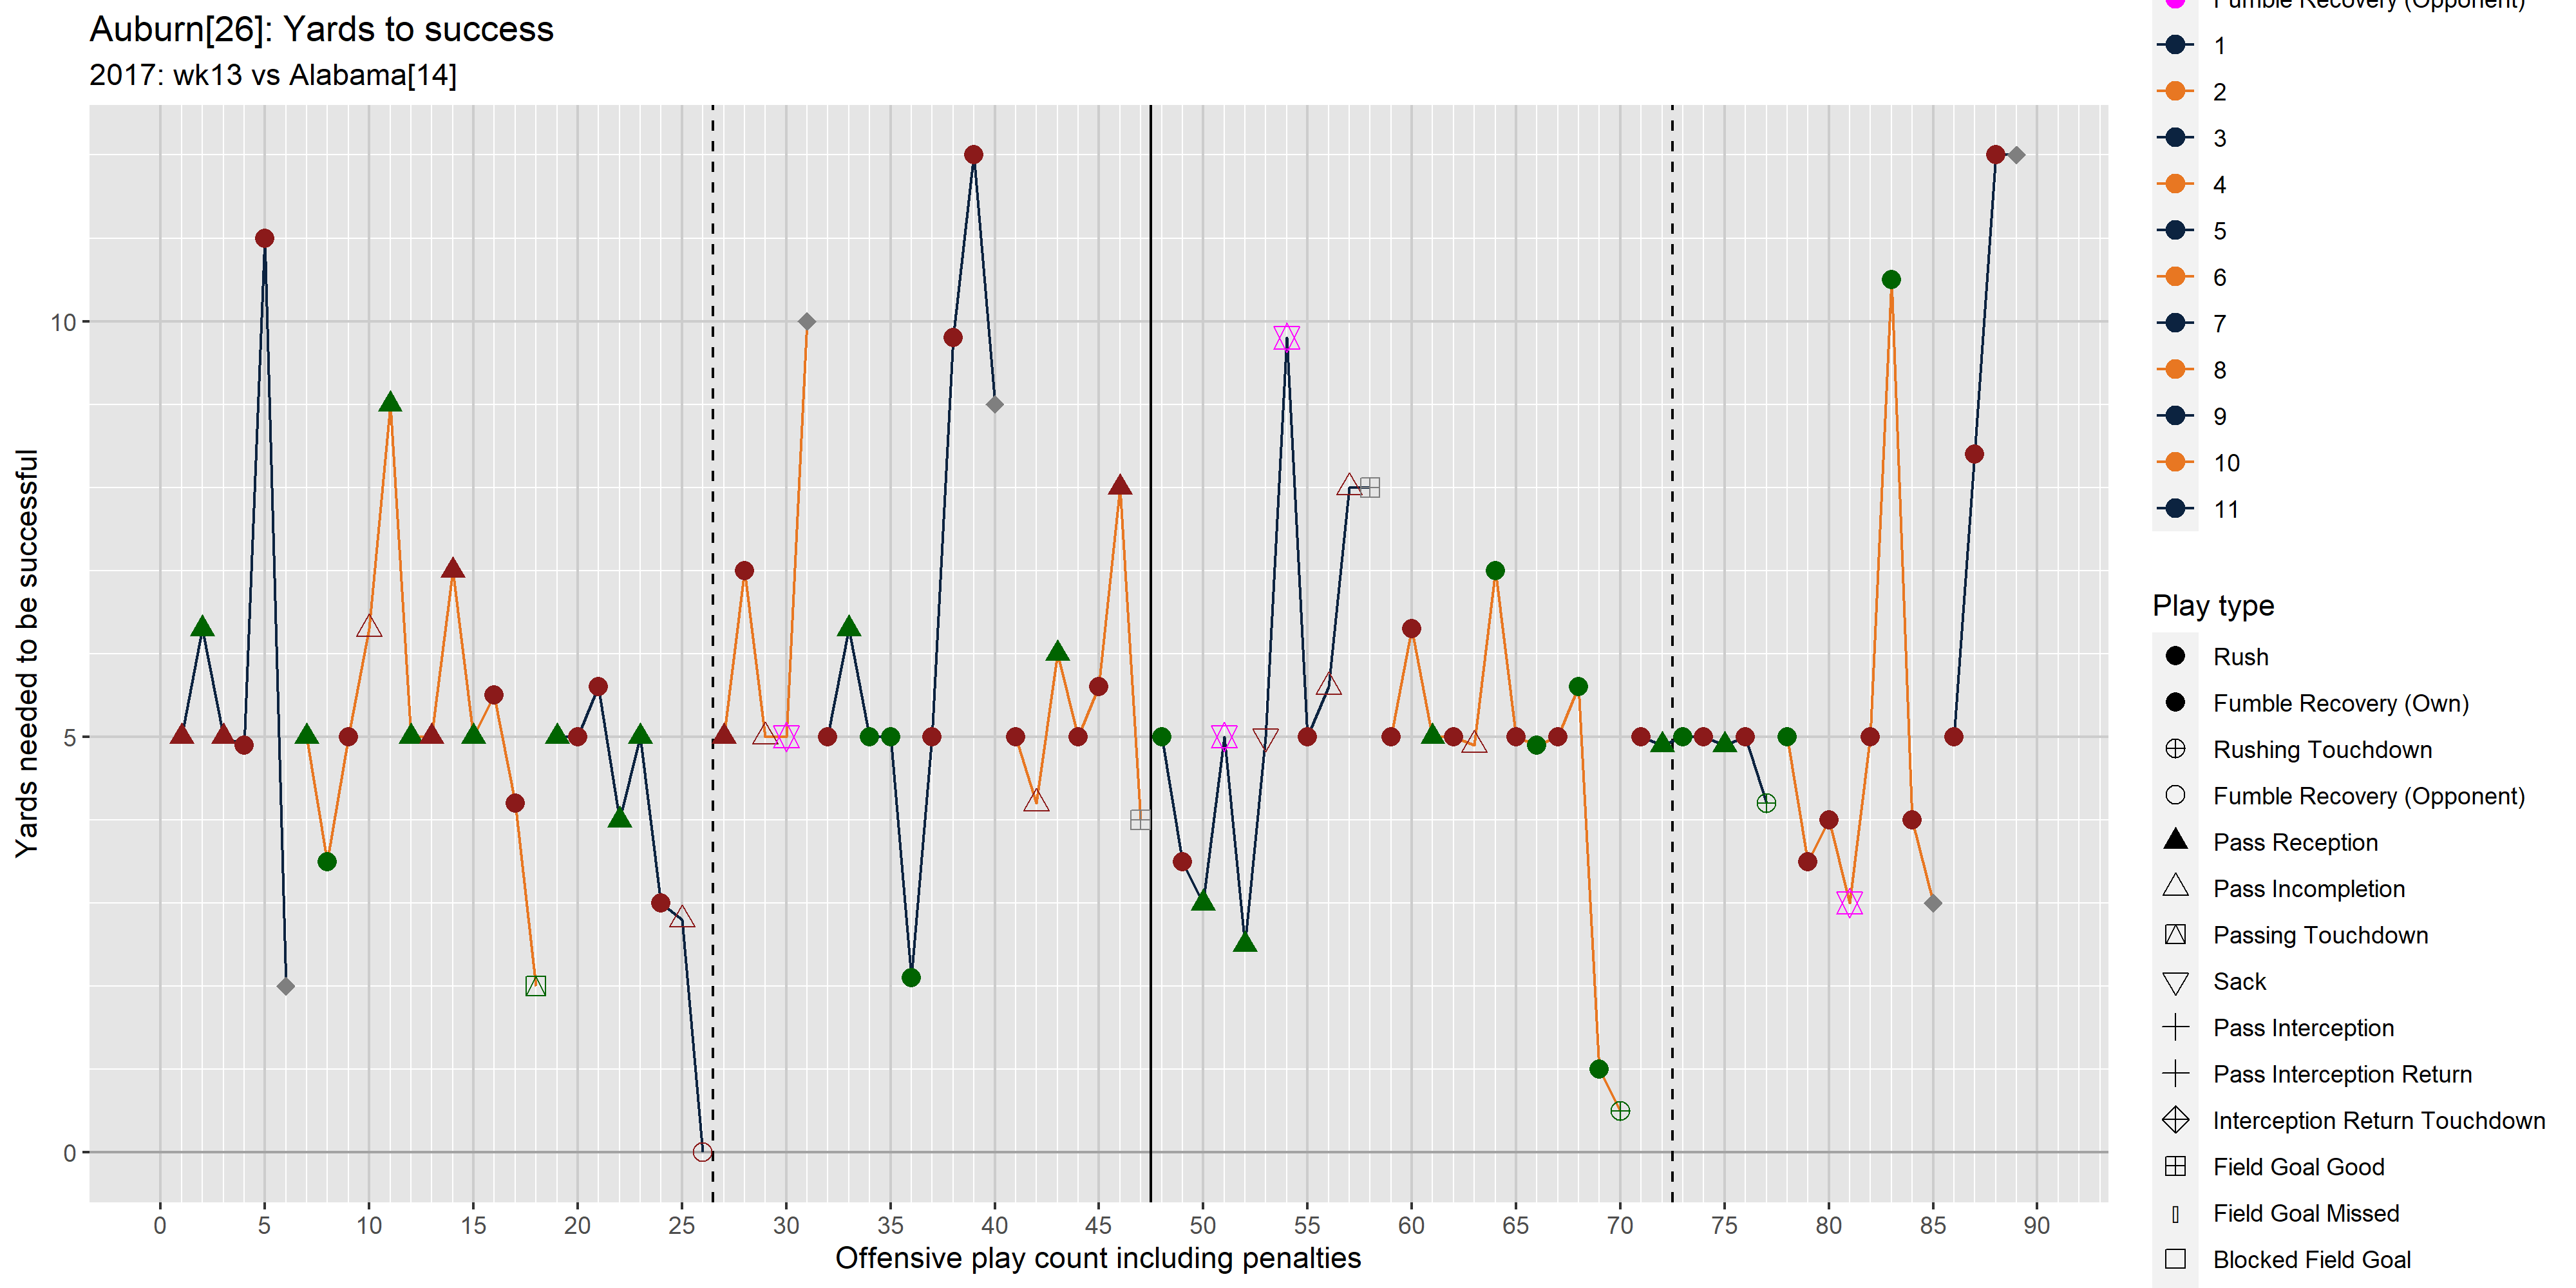 Auburn[26]: Yards to success
2017: wk13 vs Alabama[14]
Yards needed to be successful
10
5
0
0 5 10 15 20 25 30 35 40 45 50 55 60 65 70 75 80 85 90
Offensive play count including penalties
Fumble Recovery (Opponent)
1
2
3
4
5
6
7
8
9
10
11
Play type
Rush
Fumble Recovery (Own)
Rushing Touchdown
Fumble Recovery (Opponent)
Pass Reception
Pass Incompletion
Passing Touchdown
Sack
Pass Interception
Pass Interception Return
Interception Return Touchdown
Field Goal Good
Field Goal Missed
Blocked Field Goal